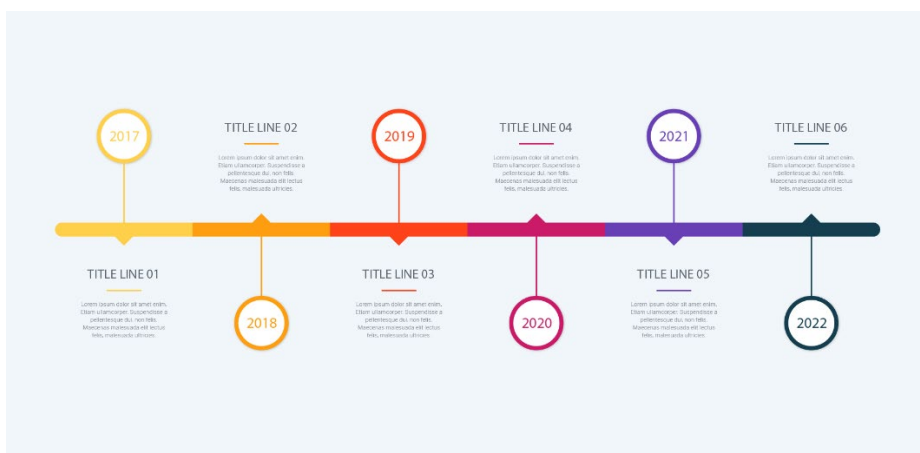 2017
TITLE LINE 01
Lorem ipsum dolor sit amet enim.
Etiam ullamcorper. Suspendisse a
pellentesque dui, non felis.
Maecenas malesuada elit lectus
felis, malesuada ultricies.
TITLE LINE 02
Lorem ipsum dolor sit amet enim.
Etiam ullamcorper. Suspendisse a
pellentesque dui, non felis.
Maecenas malesuada elit lectus
felis, malesuada ultricies.
2018
2019
TITLE LINE 03
Lorem ipsum dolor sit amet enim.
Etiam ullamcorper. Suspendisse a
pellentesque dui, non felis.
Maecenas malesuada elit lectus
felis, malesuada ultricies.
TITLE LINE 04
Lorem ipsum dolor sit amet enim.
Etiam ullamcorper. Suspendisse a
pellentesque dui, non felis.
Maecenas malesuada elit lectus
felis, malesuada ultricies.
2020
2021
TITLE LINE 05
Lorem ipsum dolor sit amet enim.
Etiam ullamcorper. Suspendisse a
pellentesque dui, non felis.
Maecenas malesuada elit lectus
felis, malesuada ultricies.
TITLE LINE 06
Lorem ipsum dolor sit amet enim.
Etiam ullamcorper. Suspendisse a
pellentesque dui, non felis.
Maecenas malesuada elit lectus
felis, malesuada ultricies.
2022